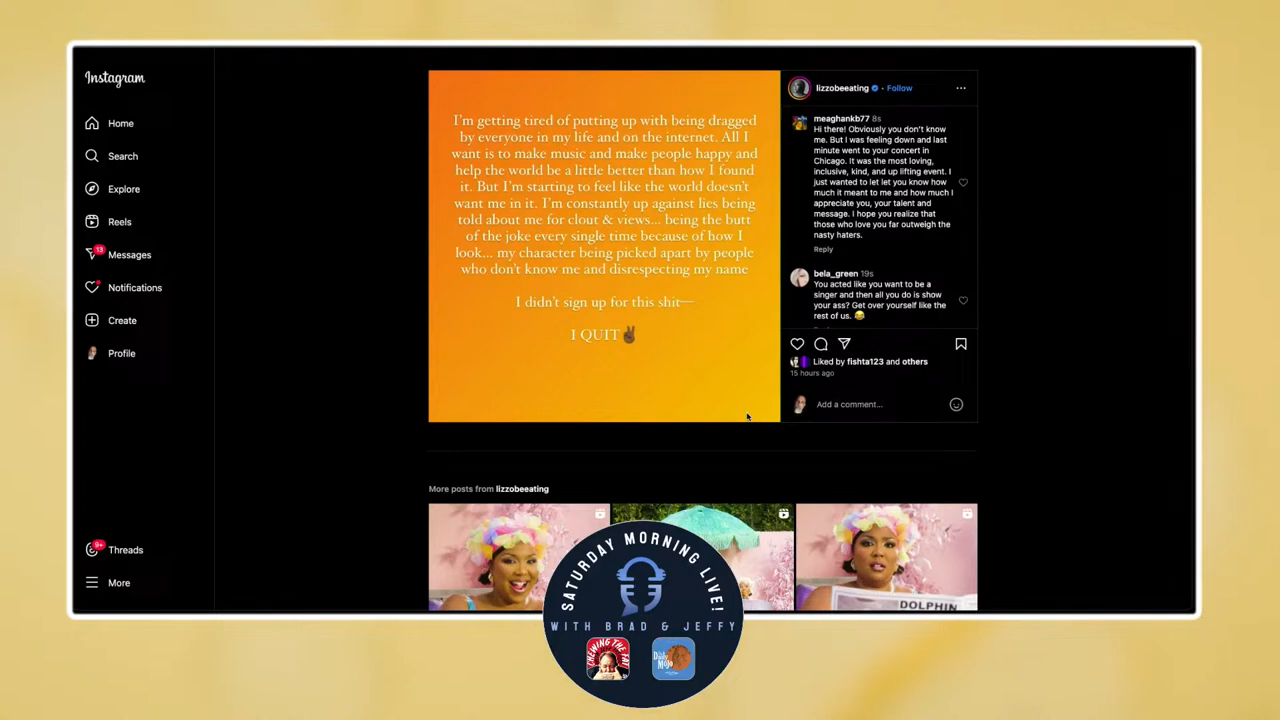 Instagram
Home
Search
Explore
Reels
13
Messages
Notifications
Create
Profile
9+
Threads
More
I'm getting tired of putting up with being dragged
by everyone in my life and on the internet. All I
want is to make music and make people happy and
help the world be a little better than how I found
it. But I'm starting to feel like the world doesn't
want me in it. I'm constantly up against lies being
told about me for clout & views... being the butt
of the joke every single time because of how I
look... my character being picked apart by people
who don't know me and disrespecting my name
I didn't sign up for this shit—
I QUIT✌🏿
lizzobeeating • Follow
meaghankb77 8s
Hi there! Obviously you don't know
me. But I was feeling down and last
minute went to your concert in
Chicago. It was the most loving,
inclusive, kind, and up lifting event. I
just wanted to let let you know how
much it meant to me and how much I
appreciate you, your talent and
message. I hope you realize that
those who love you far outweigh the
nasty haters.
Reply
bela_green 19s
You acted like you want to be a
singer and then all you do is show
your ass? Get over yourself like the
rest of us. 😂
Liked by fishta123 and others
15 hours ago
Add a comment...
More posts from lizzobeeating
DOLPHIN
SATURDAY MORNING LIVE!
WITH BRAD & JEFFY
CHEWING THE FAT
The Daily
Mojo